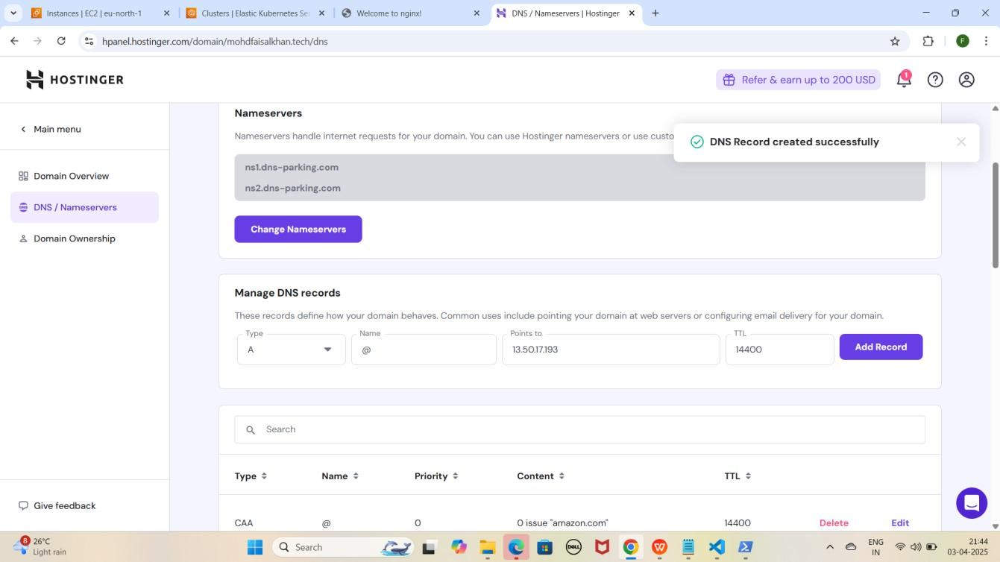 Instances | EC2 | eu-north-1
Clusters | Elastic Kubernetes Ser
Welcome to nginx!
DNS / Nameservers | Hostinger
hpanel.hostinger.com/domain/mohdfaisalkhan.tech/dns
F
HOSTINGER
Refer & earn up to 200 USD
1
Main menu
Domain Overview
DNS DNS / Nameservers
Domain Ownership
Give feedback
Nameservers
Nameservers handle internet requests for your domain. You can use Hostinger nameservers or use custo
DNS Record created successfully
ns1.dns-parking.com
ns2.dns-parking.com
Change Nameservers
Manage DNS records
These records define how your domain behaves. Common uses include pointing your domain at web servers or configuring email delivery for your domain.
Type Name Points to TTL
A @ 13.50.17.193 14400 Add Record
Search
Type Name Priority Content TTL
CAA @ 0 0 issue "amazon.com" 14400 Delete Edit
8 26°C
Light rain
Search
DELL
W
ENG
IN
21:44
03-04-2025